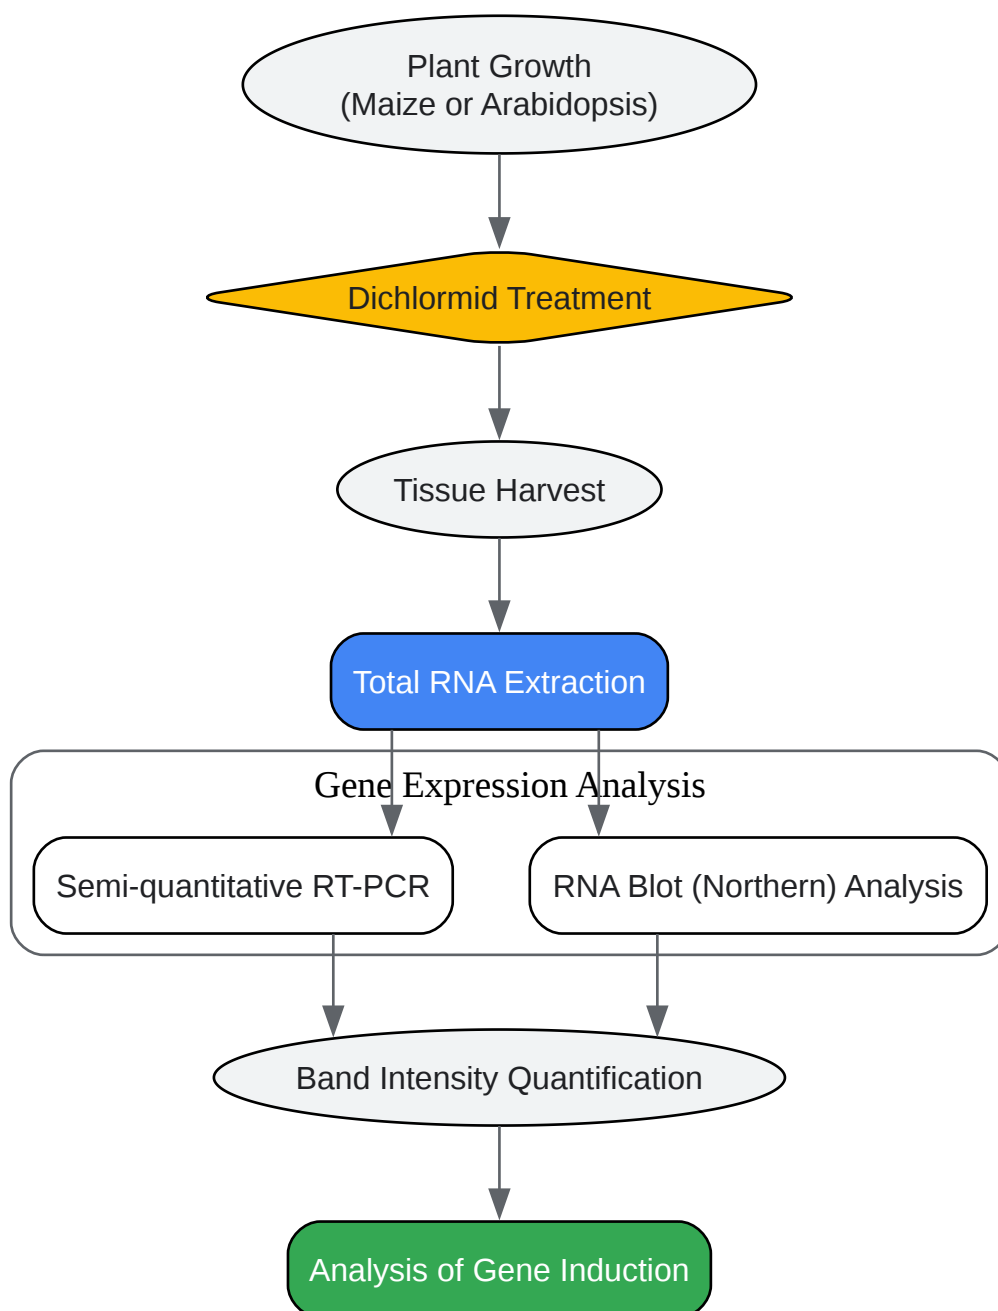 Plant Growth
(Maize or Arabidopsis)
Dichlormid Treatment
Tissue Harvest
Total RNA Extraction
Gene Expression Analysis
Semi-quantitative RT-PCR
RNA Blot (Northern) Analysis
Band Intensity Quantification
Analysis of Gene Induction